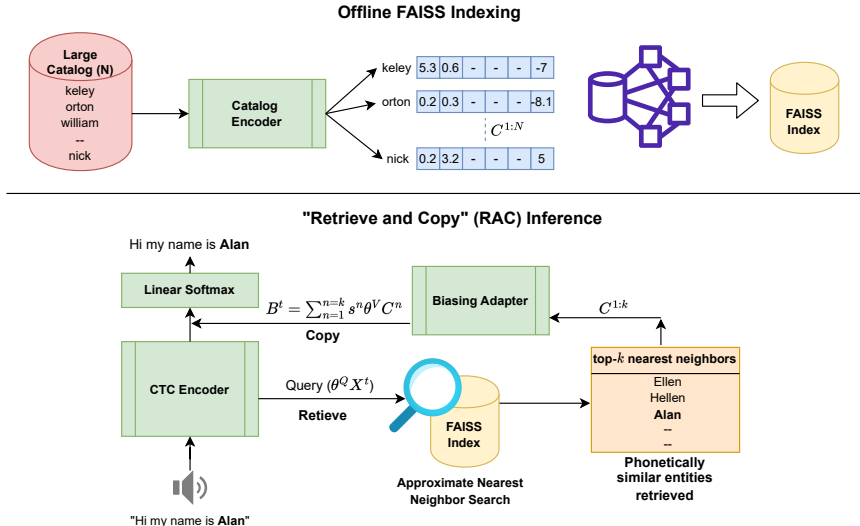 Offline FAISS Indexing
Large
Catalog (N)
keley
orton
william
--
nick
Catalog
Encoder
keley 5.3 0.6 - - - -7
orton 0.2 0.3 - - - -8.1
C^{1:N}
nick 0.2 3.2 - - - 5
FAISS
Index
"Retrieve and Copy" (RAC) Inference
Hi my name is Alan
Linear Softmax
B^t = \sum_{n=1}^{n=k} s^n θ^V C^n
Copy
Biasing Adapter
C^{1:k}
CTC Encoder
Query (θ^Q X^t)
Retieve
FAISS
Index
Approximate Nearest
Neighbor Search
top-k nearest neighbors
Ellen
Hellen
Alan
--
--
Phonetically
similar entities
retrieved
"Hi my name is Alan"